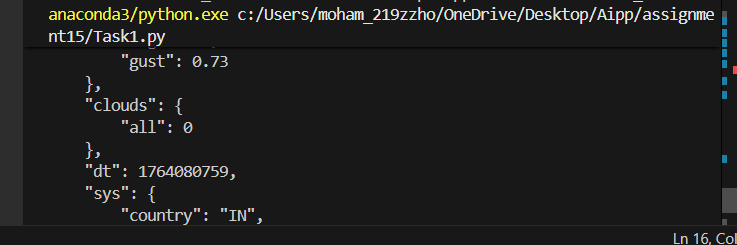 anaconda3/python.exe c:/Users/moham_219zzho/OneDrive/Desktop/Aipp/assignme
nt15/Task1.py
"gust": 0.73
},
"clouds": {
"all": 0
},
"dt": 1764080759,
"sys": {
"country": "IN",
Ln 16, Col